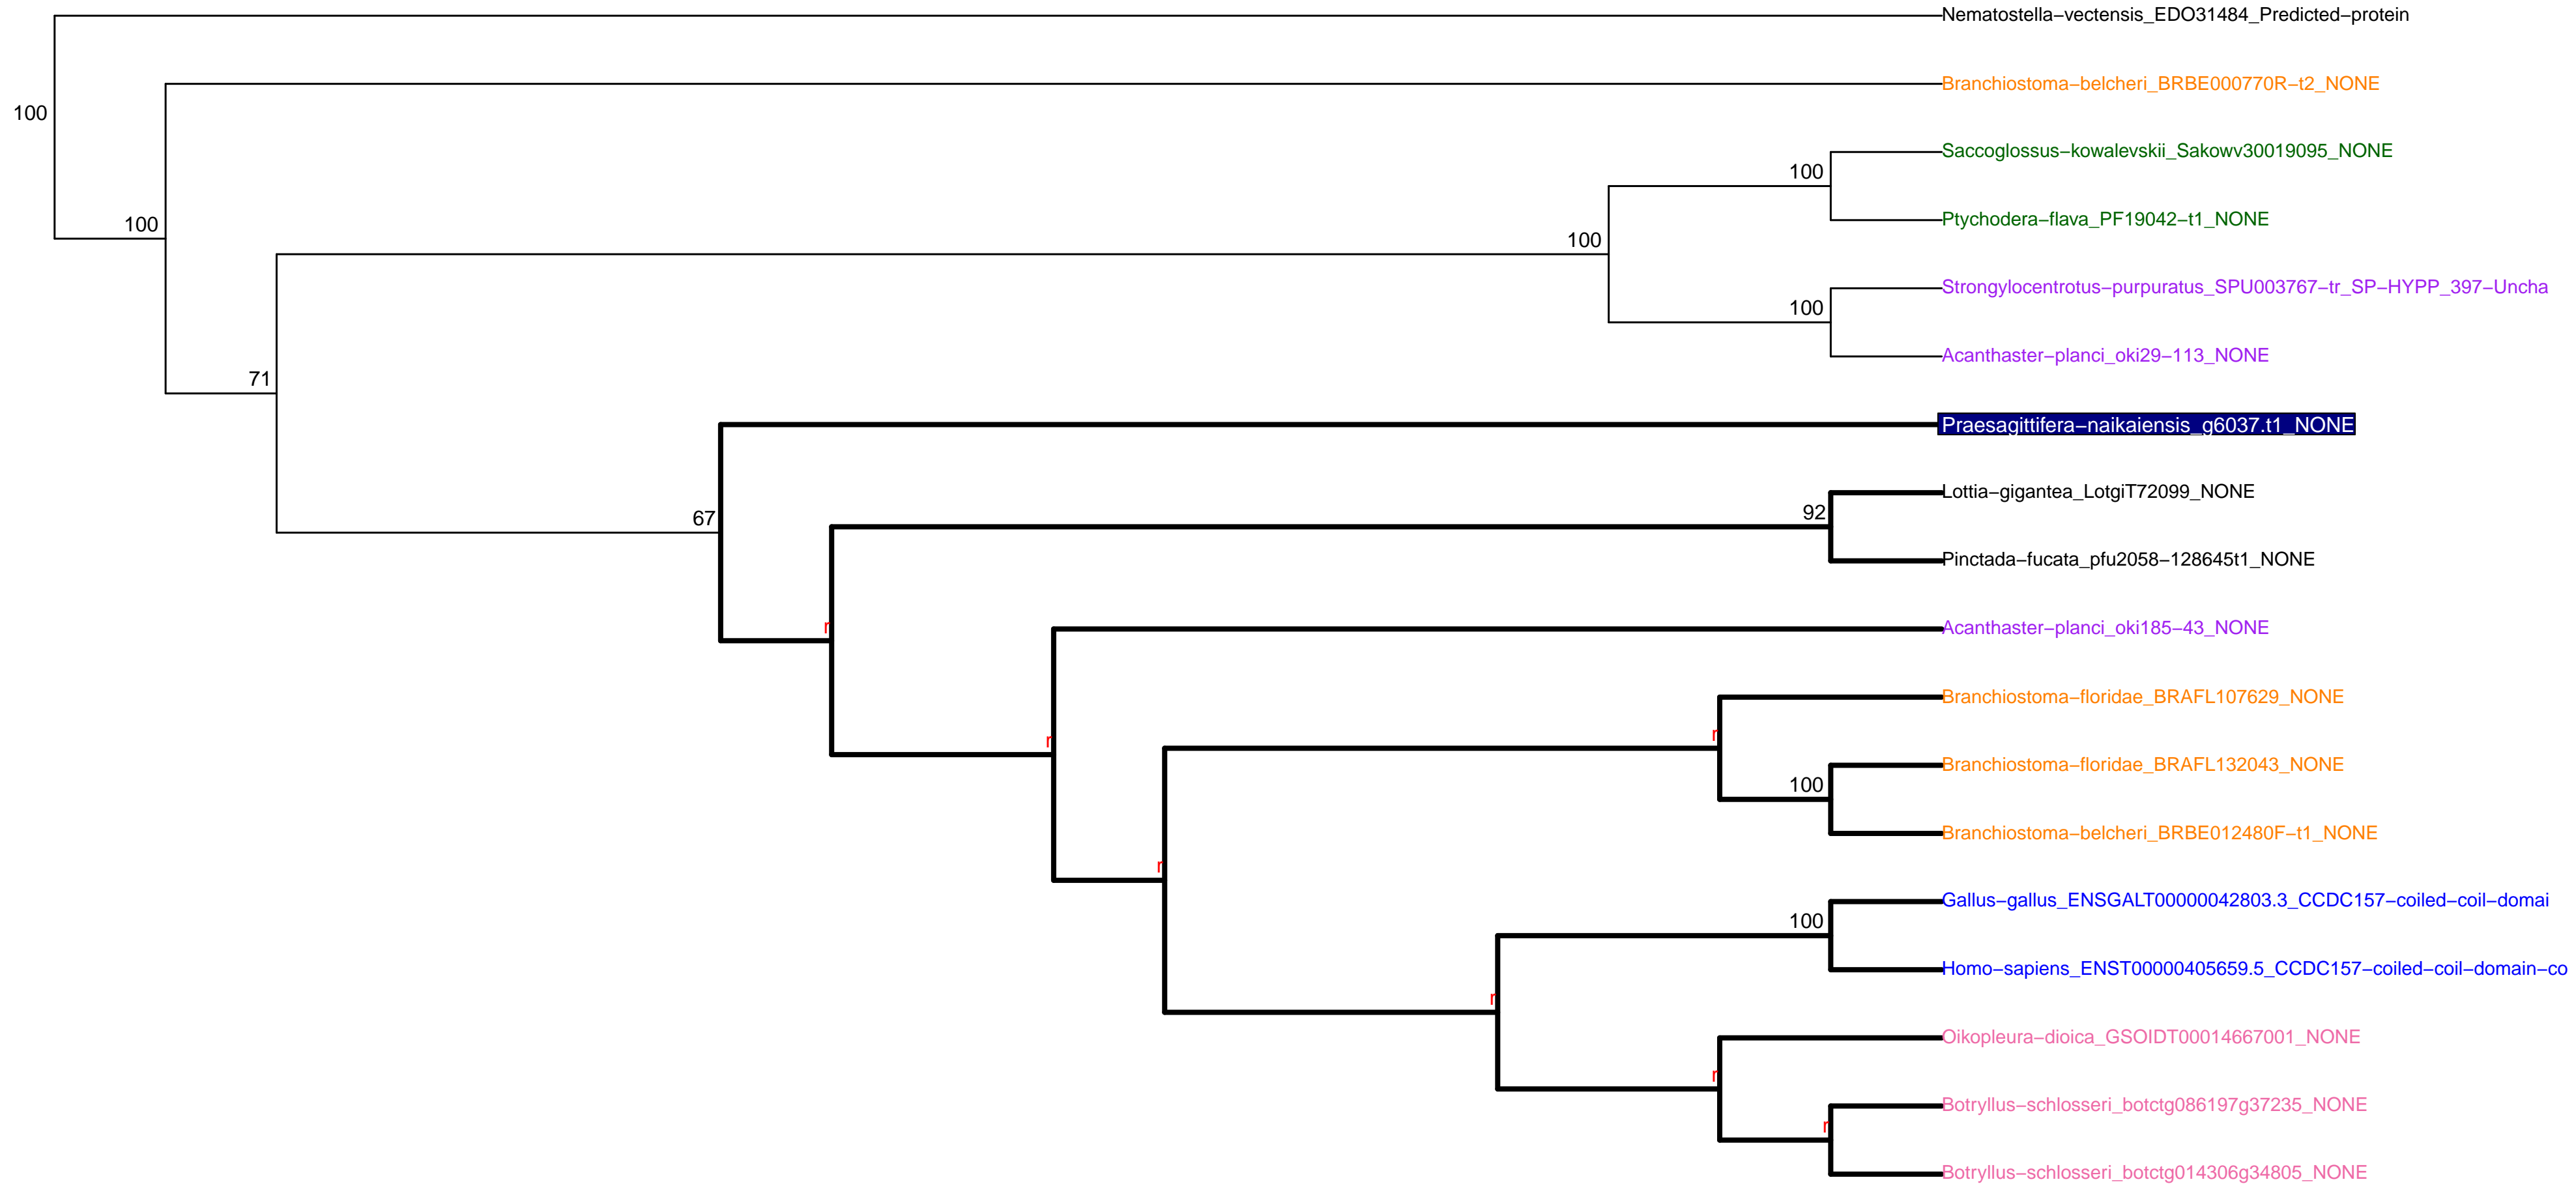 Nematostella−vectensis_EDO31484_Predicted−protein
Branchiostoma−belcheri_BRBE000770R−t2_NONE
100
Saccoglossus−kowalevskii_Sakowv30019095_NONE
100
Ptychodera−flava_PF19042−t1_NONE
100
100
Strongylocentrotus−purpuratus_SPU003767−tr_SP−HYPP_397−Uncha
100
Acanthaster−planci_oki29−113_NONE
71
Praesagittifera−naikaiensis_g6037.t1_NONE
Lottia−gigantea_LotgiT72099_NONE
92
67
Pinctada−fucata_pfu2058−128645t1_NONE
r
Acanthaster−planci_oki185−43_NONE
Branchiostoma−floridae_BRAFL107629_NONE
r
r
Branchiostoma−floridae_BRAFL132043_NONE
100
Branchiostoma−belcheri_BRBE012480F−t1_NONE
r
Gallus−gallus_ENSGALT00000042803.3_CCDC157−coiled−coil−domai
100
Homo−sapiens_ENST00000405659.5_CCDC157−coiled−coil−domain−co
r
Oikopleura−dioica_GSOIDT00014667001_NONE
r
Botryllus−schlosseri_botctg086197g37235_NONE
r
Botryllus−schlosseri_botctg014306g34805_NONE